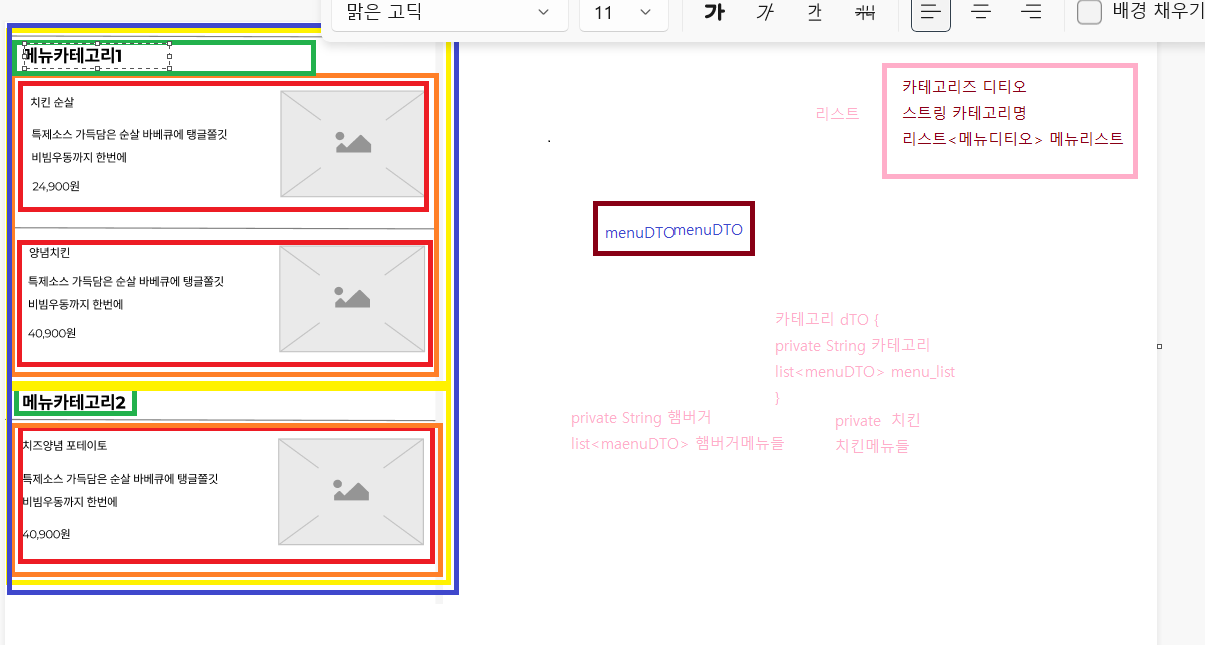 맑은 고딕
11
가 가 간 개내
배경 채우기
메뉴카테고리1
치킨 순살
특제소스 가득담은 순살 바베큐에 탱글쫄깃
비빔우동까지 한번에
24,900원
양념치킨
특제소스 가득담은 순살 바베큐에 탱글쫄깃
비빔우동까지 한번에
40,900원
메뉴카테고리2
치즈양념 포테이토
특제소스 가득담은 순살 바베큐에 탱글쫄깃
비빔우동까지 한번에
40,900원
리스트
카테고리즈 디티오
스트링 카테고리명
리스트<메뉴디티오> 메뉴리스트
.
menuDTO
menuDTO
카테고리 dTO {
private String 카테고리
list<menuDTO> menu_list
}
private String 햄버거
list<maenuDTO> 햄버거메뉴들
private 치킨
치킨메뉴들